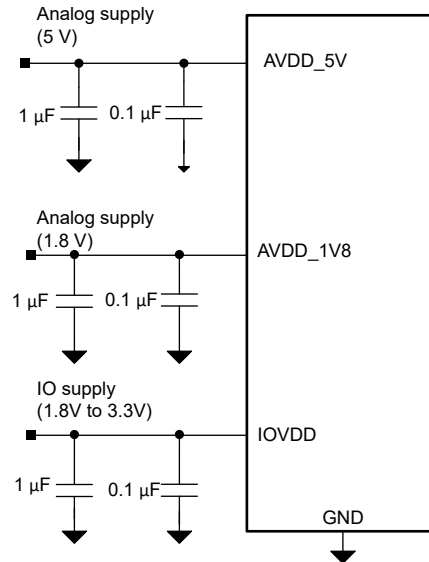 Analog supply
(5 V)
AVDD_5V
1 µF
0.1 µF
Analog supply
(1.8 V)
AVDD_1V8
1 µF
0.1 µF
IO supply
(1.8V to 3.3V)
IOVDD
1 µF
0.1 µF
GND